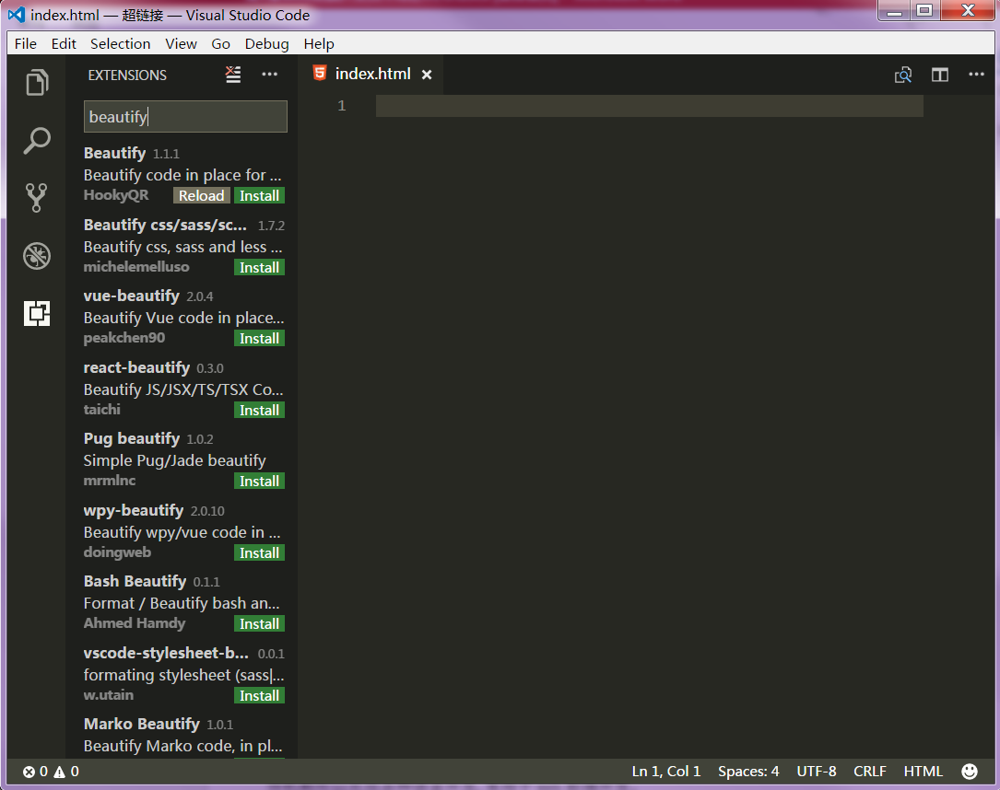 index.html — 超链接 — Visual Studio Code
File Edit Selection View Go Debug Help
EXTENSIONS
beautify
Beautify 1.1.1
Beautify code in place for ...
HookyQR Reload Install
Beautify css/sass/sc... 1.7.2
Beautify css, sass and less ...
michelemelluso Install
vue-beautify 2.0.4
Beautify Vue code in place...
peakchen90 Install
react-beautify 0.3.0
Beautify JS/JSX/TS/TSX Co...
taichi Install
Pug beautify 1.0.2
Simple Pug/Jade beautify
mrmlnc Install
wpy-beautify 2.0.10
Beautify wpy/vue code in ...
doingweb Install
Bash Beautify 0.1.1
Format / Beautify bash an...
Ahmed Hamdy Install
vscode-stylesheet-b... 0.0.1
formating stylesheet (sass|...
w.utain Install
Marko Beautify 1.0.1
Beautify Marko code, in pl...
index.html
1
0 0
Ln 1, Col 1 Spaces: 4 UTF-8 CRLF HTML